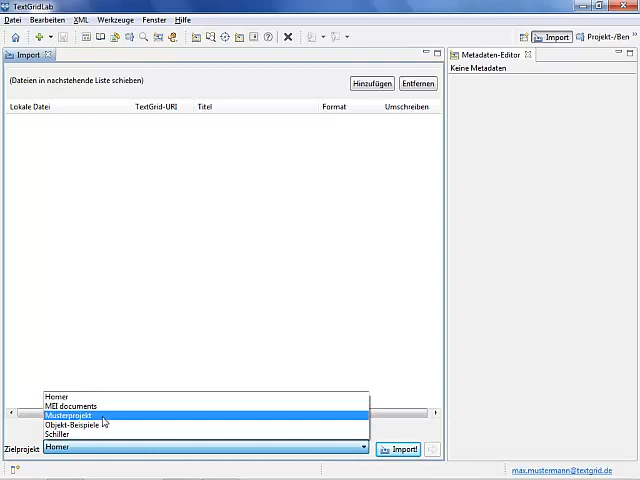 TextGridLab
Datei Bearbeiten XML Werkzeuge Fenster Hilfe
Import Projekt-/Ben
Import
(Dateien in nachstehende Liste schieben)
Hinzufügen Entfernen
Lokale Datei TextGrid-URI Titel Format Umschreiben
Metadaten-Editor
Keine Metadaten
Homer
MEI documents
Musterprojekt
Objekt-Beispiele
Schiller
Zielprojekt Homer Import!
max.mustermann@textgrid.de